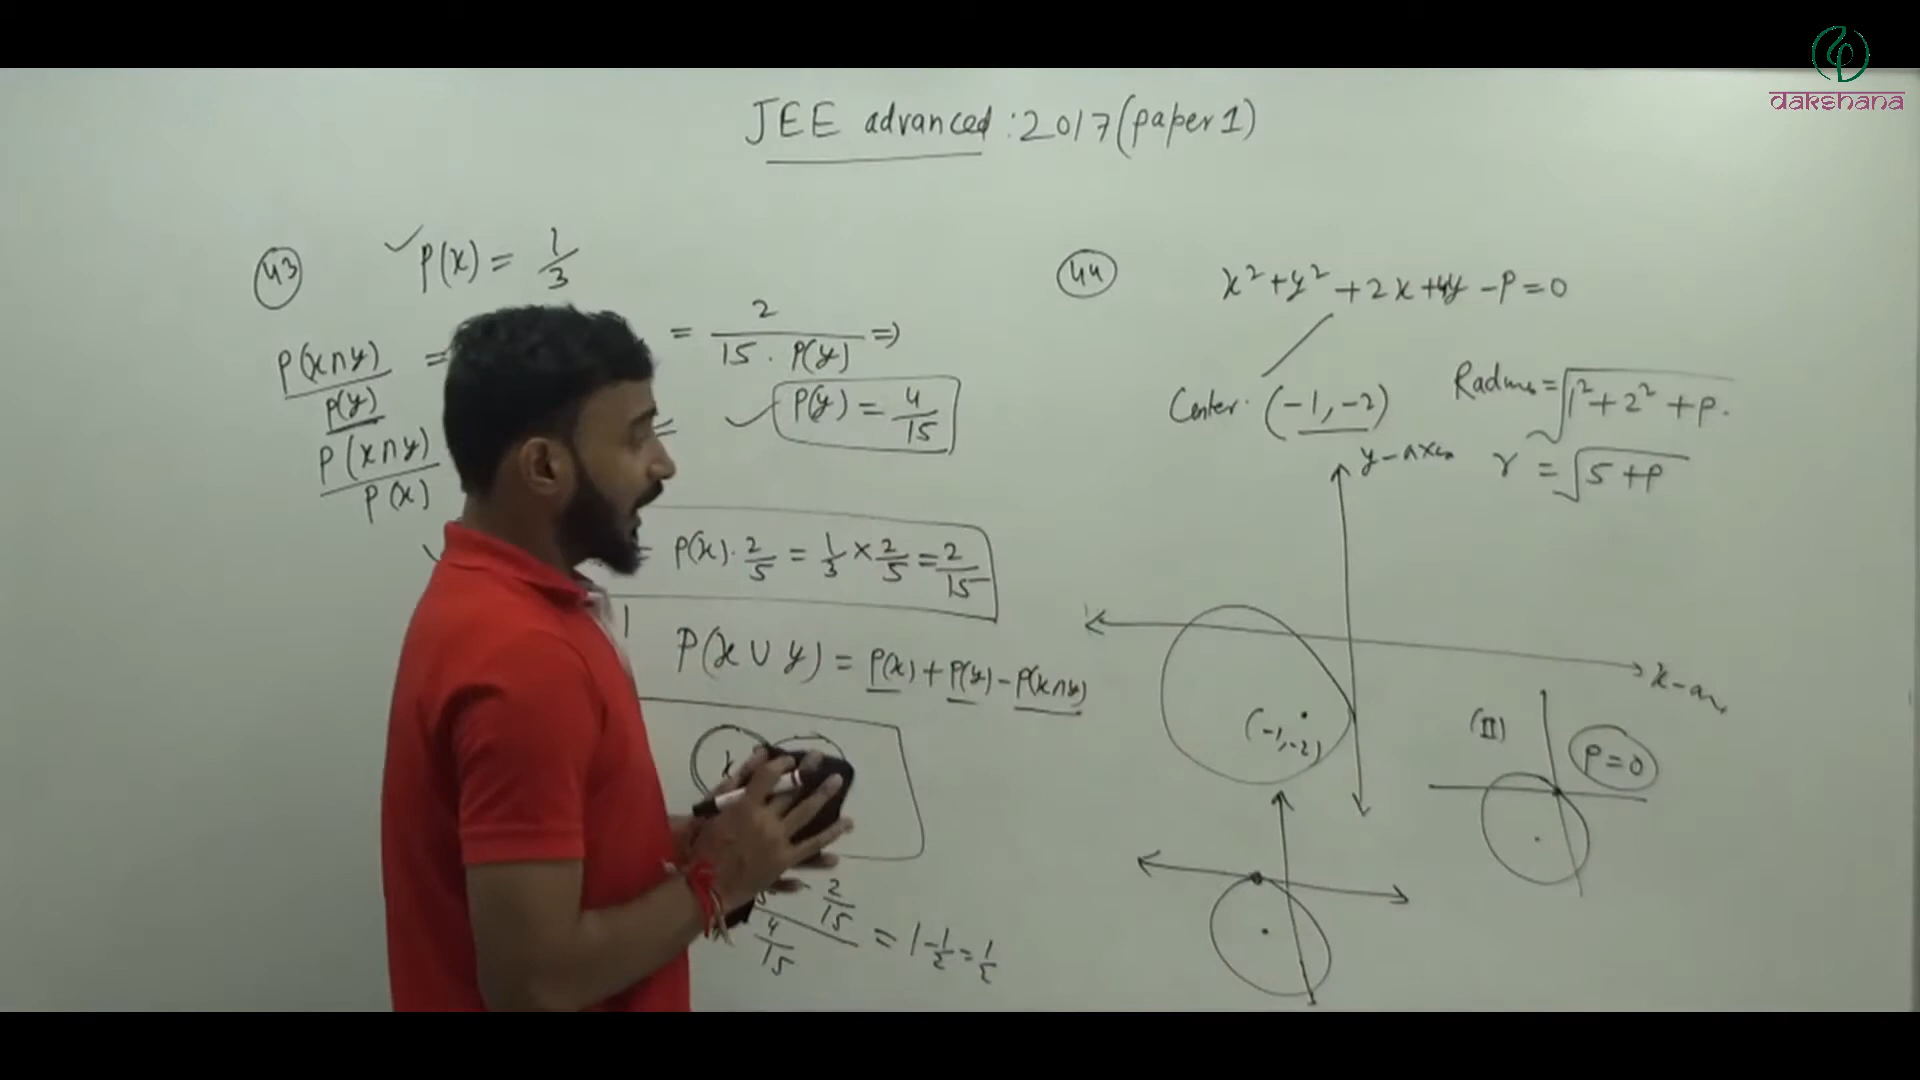 dakshana
JEE advanced : 2017 (paper 1)
43
P(x) = 1/3
P(x∩y)/P(y) =
= 2/(15 . P(y)) ⇒
P(y) = 4/15
P(x∩y)/P(x)
= P(x) . 2/5 = 1/3 × 2/5 = 2/15
P(x ∪ y) = P(x) + P(y) - P(x∩y)
x
- 2/15
4/15
= 1 - 1/2 = 1/2
44
x² + y² + 2x + 4y - P = 0
Center . (-1, -2)
Radius = √1² + 2² + P .
r = √5 + P
(-1, -2)
(II)
P = 0